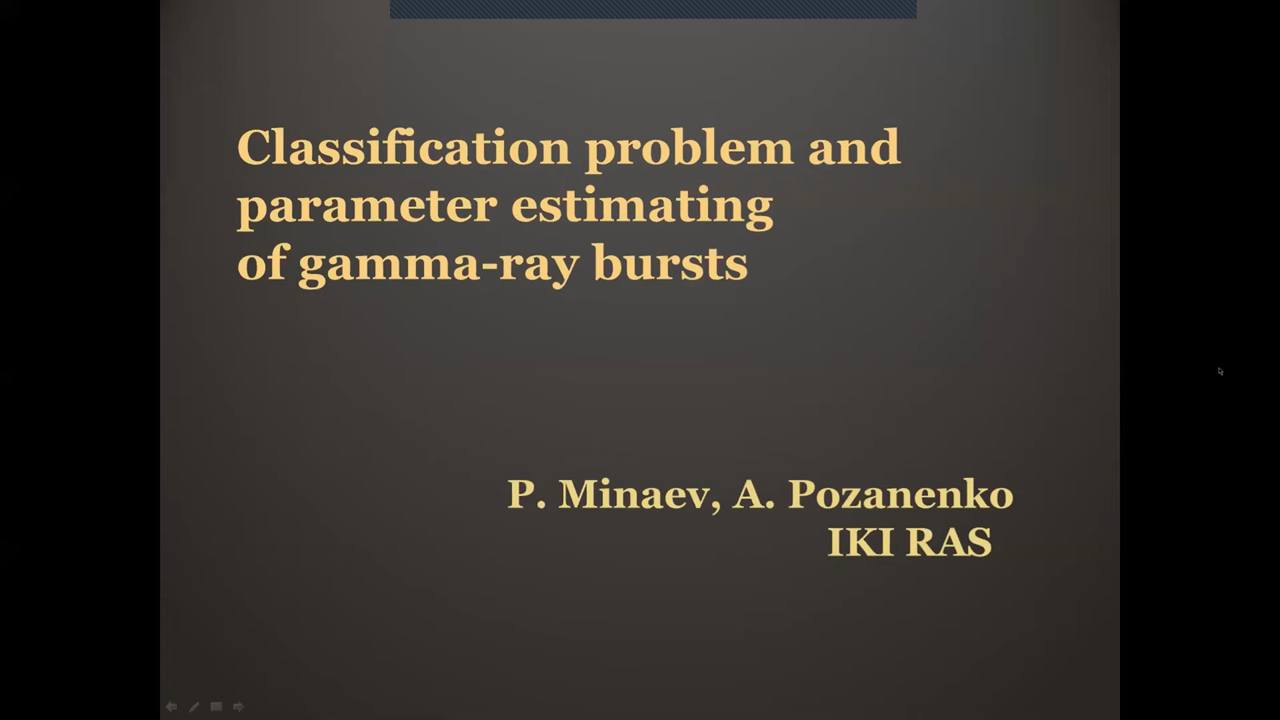 Classification problem and
parameter estimating
of gamma-ray bursts
P. Minaev, A. Pozanenko
IKI RAS